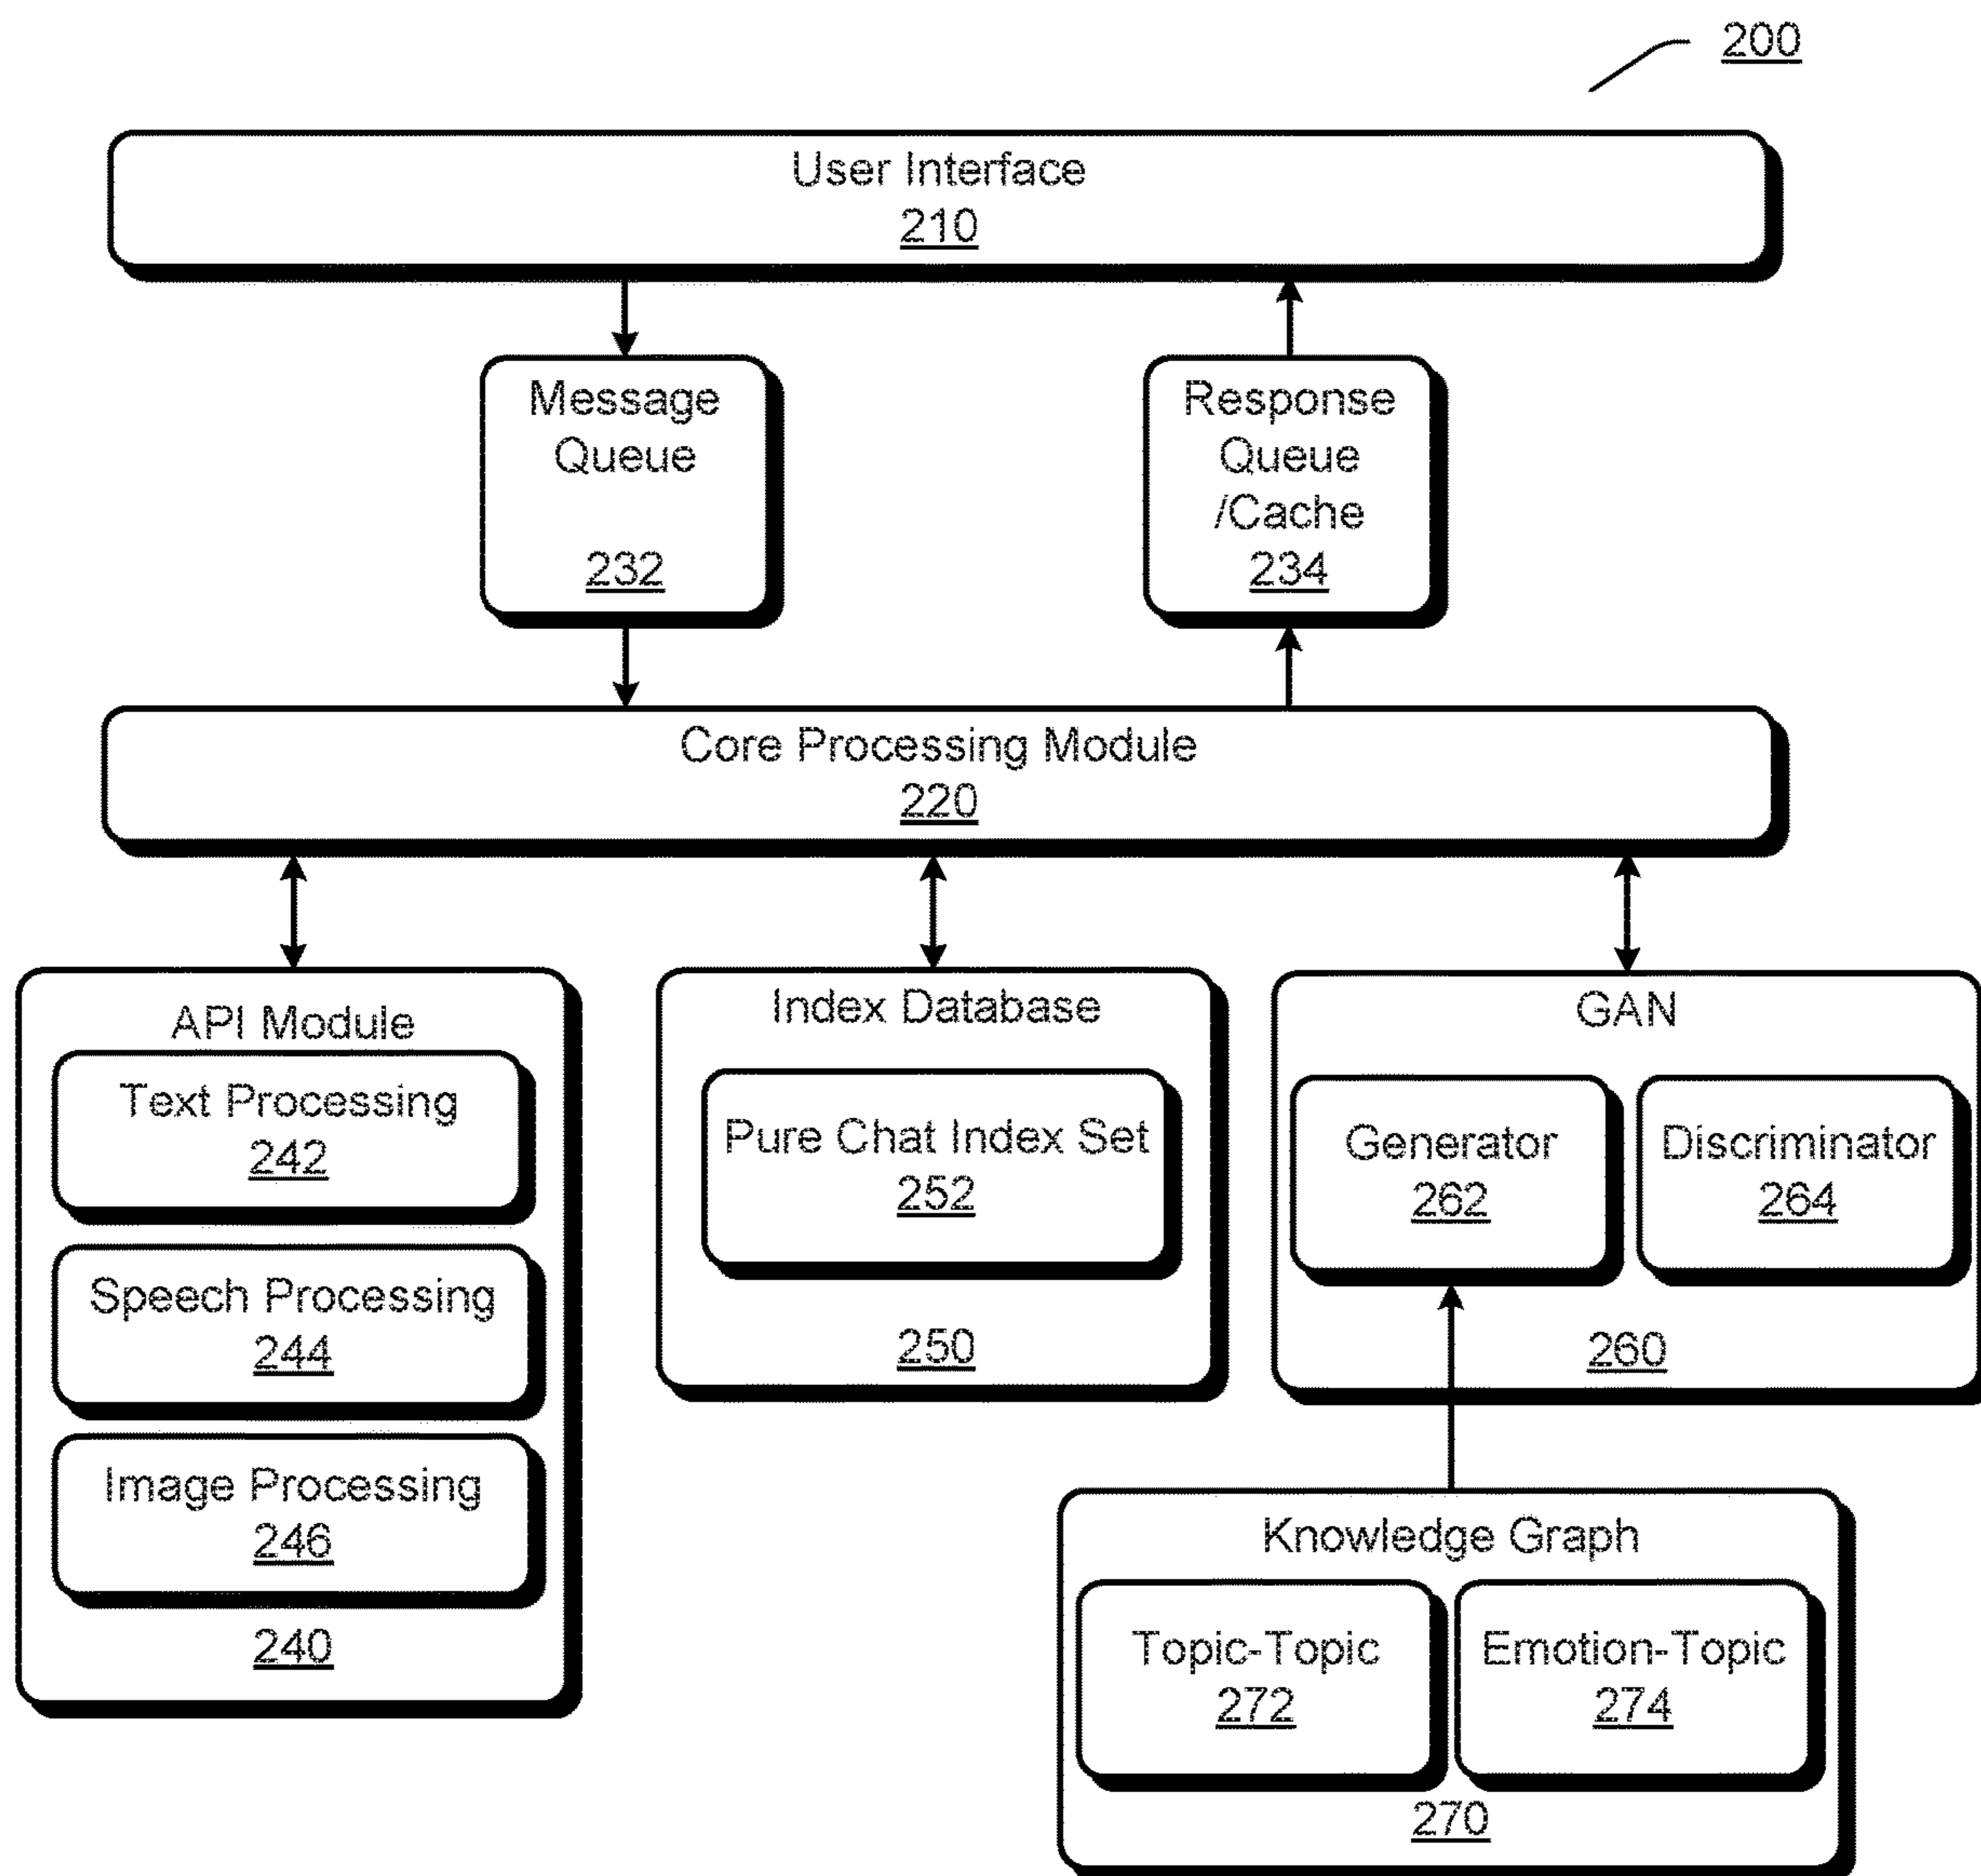 200
User Interface
210
Message
Queue
232
Response
Queue
/Cache
234
Core Processing Module
220
API Module
Text Processing
242
Speech Processing
244
Image Processing
246
240
Index Database
Pure Chat Index Set
252
250
GAN
Generator
262
Discriminator
264
260
Knowledge Graph
Topic-Topic
272
Emotion-Topic
274
270